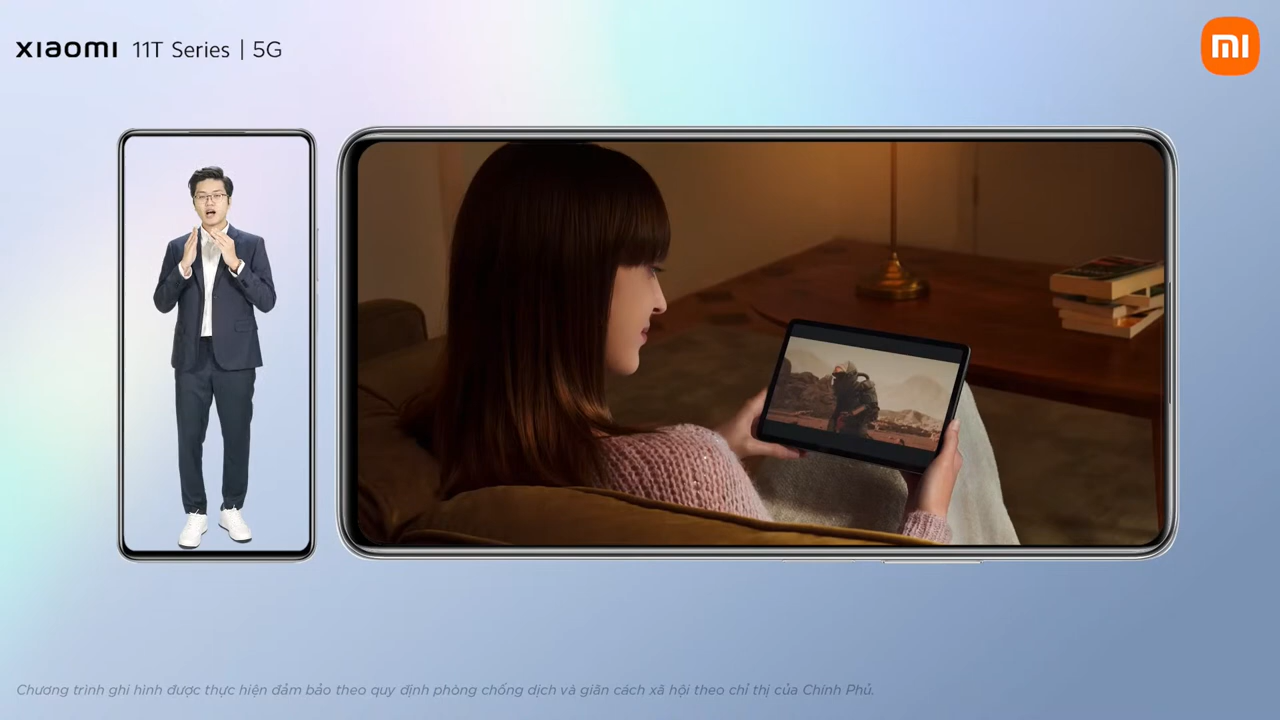 xiaomi 11T Series | 5G
mi
Chương trình ghi hình được thực hiện đảm bảo theo quy định phòng chống dịch và giãn cách xã hội theo chỉ thị của Chính Phủ.